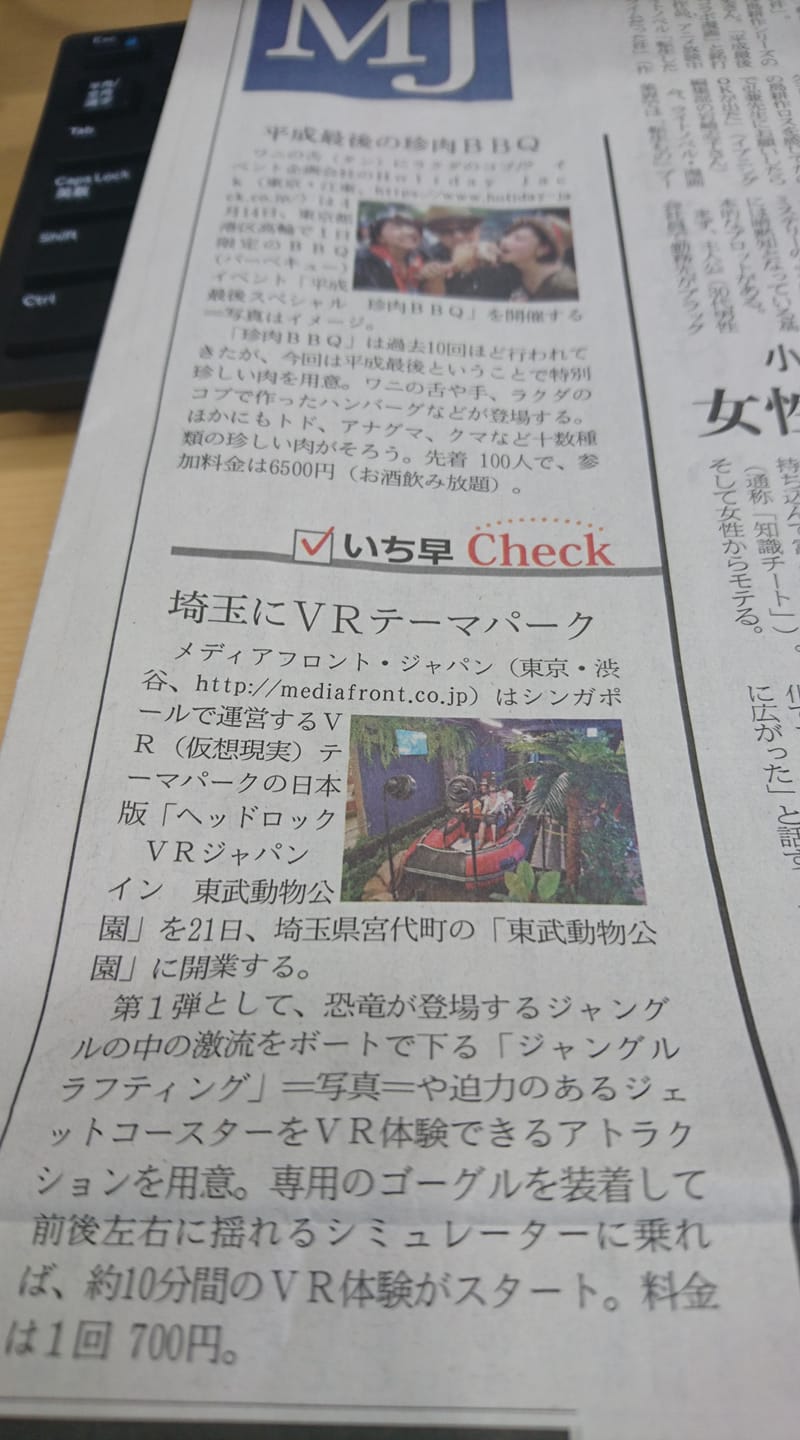 MJ
平成最後の珍肉BBQ
ワニの舌(タン)にラクダのコブ!? イ
ベント企画会社のHoliday Jac
k(東京・江東、https://www.holiday-ja
ck.co.jp/)は4
月14日、東京都
港区高輪で1日
限定のBBQ
(バーベキュー)
イベント「平成
最後スペシャル 珍肉BBQ」を開催する
=写真はイメージ。
「珍肉BBQ」は過去10回ほど行われて
きたが、今回は平成最後ということで特別
珍しい肉を用意。ワニの舌や手、ラクダの
コブで作ったハンバーグなどが登場する。
ほかにもトド、アナグマ、クマなど十数種
類の珍しい肉がそろう。先着 100人で、参
加料金は6500円(お酒飲み放題)。
いち早 Check
埼玉にVRテーマパーク
メディアフロント・ジャパン(東京・渋
谷、http://mediafront.co.jp)はシンガポ
ールで運営するV
R(仮想現実)テ
ーマパークの日本
版「ヘッドロック
VRジャパン
イン 東武動物公
園」を21日、埼玉県宮代町の「東武動物公
園」に開業する。
第1弾として、恐竜が登場するジャング
ルの中の激流をボートで下る「ジャングル
ラフティング」=写真=や迫力のあるジェ
ットコースターをVR体験できるアトラク
ションを用意。専用のゴーグルを装着して
前後左右に揺れるシミュレーターに乗れ
ば、約10分間のVR体験がスタート。料金
は1回 700円。
小
女性
(通称「知識チート」)。
そして女性からモテる。
に広がった」と話す
Esc
Tab
Caps Lock
英数
Shift
Ctrl